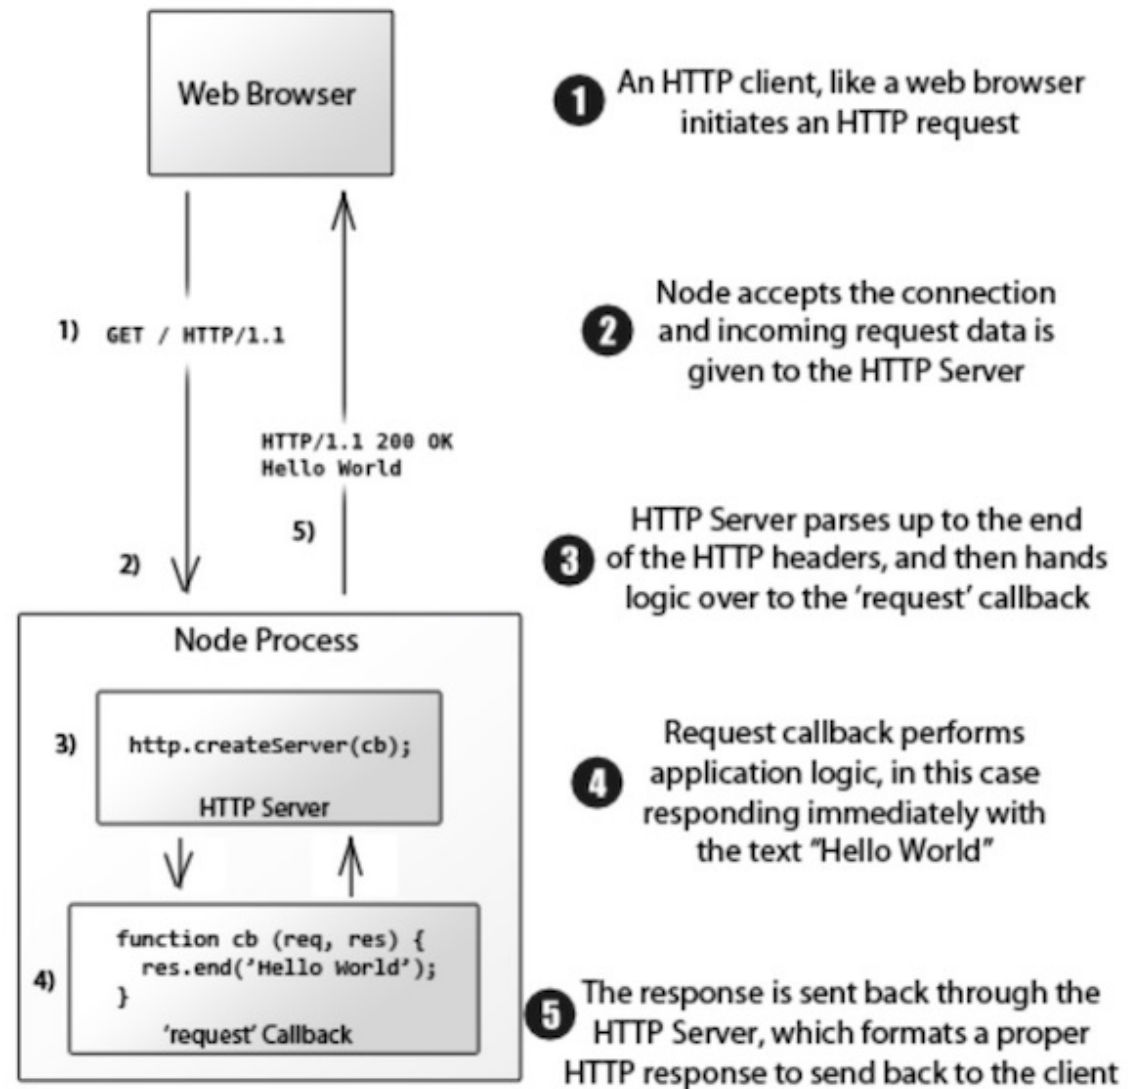 Web Browser
1) GET / HTTP/1.1
HTTP/1.1 200 OK
Hello World
5)
2)
Node Process
3) http.createServer(cb);
HTTP Server
4) function cb (req, res) {
res.end('Hello World');
}
'request' Callback
1 An HTTP client, like a web browser
initiates an HTTP request
2 Node accepts the connection
and incoming request data is
given to the HTTP Server
3 HTTP Server parses up to the end
of the HTTP headers, and then hands
logic over to the 'request' callback
4 Request callback performs
application logic, in this case
responding immediately with
the text "Hello World"
5 The response is sent back through the
HTTP Server, which formats a proper
HTTP response to send back to the client